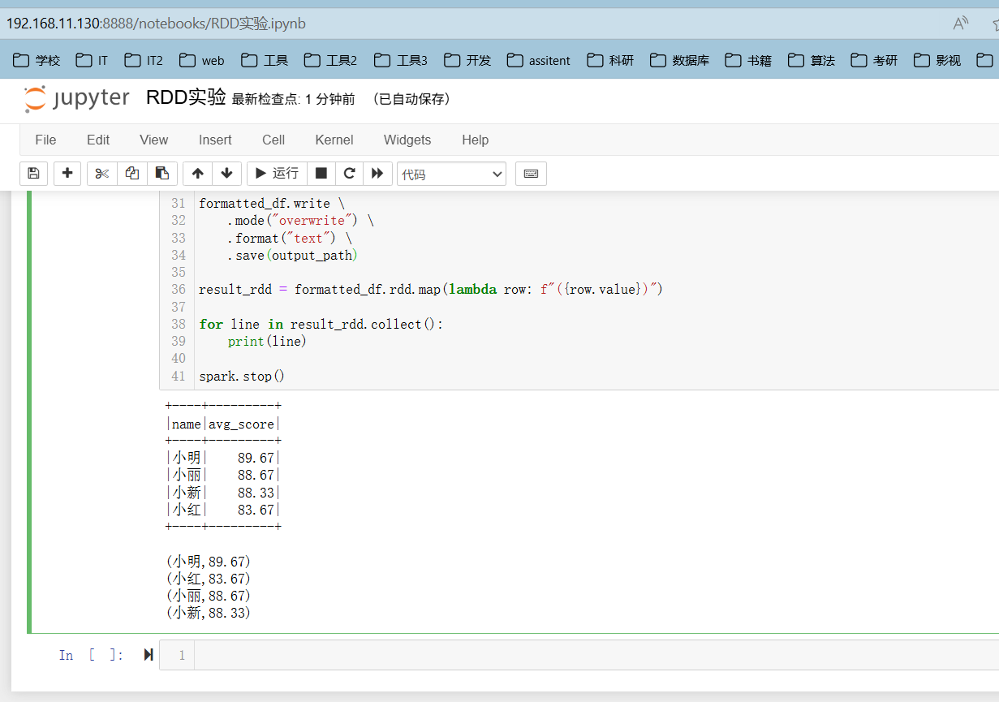 192.168.11.130:8888/notebooks/RDD实验.ipynb
学校 IT IT2 web 工具 工具2 工具3 开发 assitent 科研 数据库 书籍 算法 考研 影视
jupyter RDD实验 最新检查点: 1 分钟前 (已自动保存)
File Edit View Insert Cell Kernel Widgets Help
运行 代码
31 formatted_df.write \
32     .mode("overwrite") \
33     .format("text") \
34     .save(output_path)
35
36 result_rdd = formatted_df.rdd.map(lambda row: f"({row.value})")
37
38 for line in result_rdd.collect():
39     print(line)
40
41 spark.stop()
+----+---------+
|name|avg_score|
+----+---------+
|小明|    89.67|
|小丽|    88.67|
|小新|    88.33|
|小红|    83.67|
+----+---------+
(小明,89.67)
(小红,83.67)
(小丽,88.67)
(小新,88.33)
In [ ]: 1